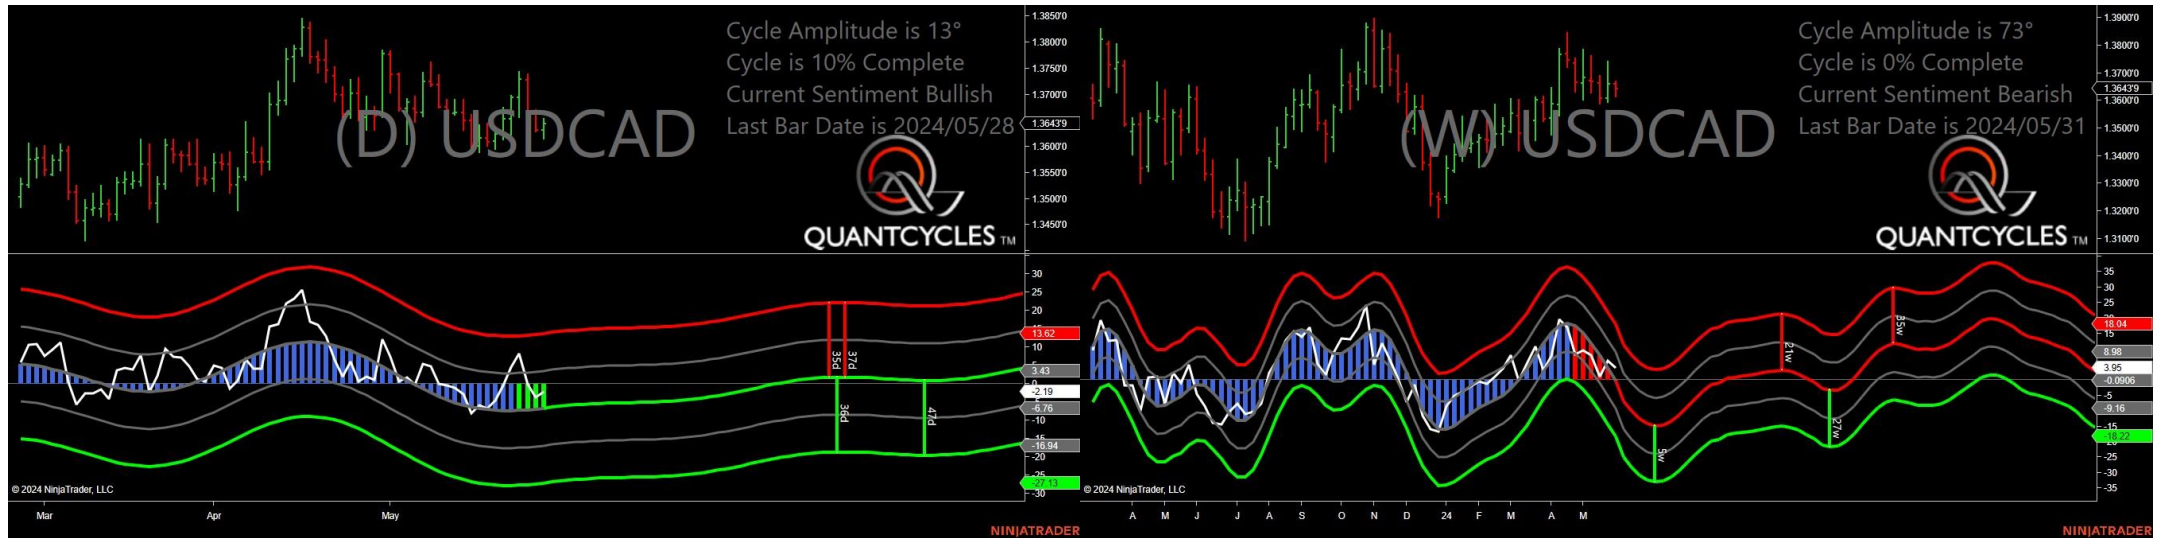 Cycle Amplitude is 13°
Cycle is 10% Complete
Current Sentiment Bullish
Last Bar Date is 2024/05/28
(D) USDCAD
QUANTCYCLES TM
1.3850'0
1.3800'0
1.3750'0
1.3700'0
1.3643'9
1.3600'0
1.3550'0
1.3500'0
1.3450'0
30
25
20
13.62
10
3.43
0
-2.19
-6.76
-10
-16.94
-20
-27.13
-30
35d
37d
36d
47d
© 2024 NinjaTrader, LLC
Mar Apr May
NINJATRADER
Cycle Amplitude is 73°
Cycle is 0% Complete
Current Sentiment Bearish
Last Bar Date is 2024/05/31
(W) USDCAD
QUANTCYCLES TM
1.3900'0
1.3800'0
1.3700'0
1.3643'9
1.3600'0
1.3500'0
1.3400'0
1.3300'0
1.3200'0
1.3100'0
35
30
25
18.04
15
8.98
3.95
-0.0906
-5
-9.16
-15
-18.22
-25
-30
-35
5w
21w
27w
35w
© 2024 NinjaTrader, LLC
A M J J A S O N D 24 F M A M
NINJATRADER